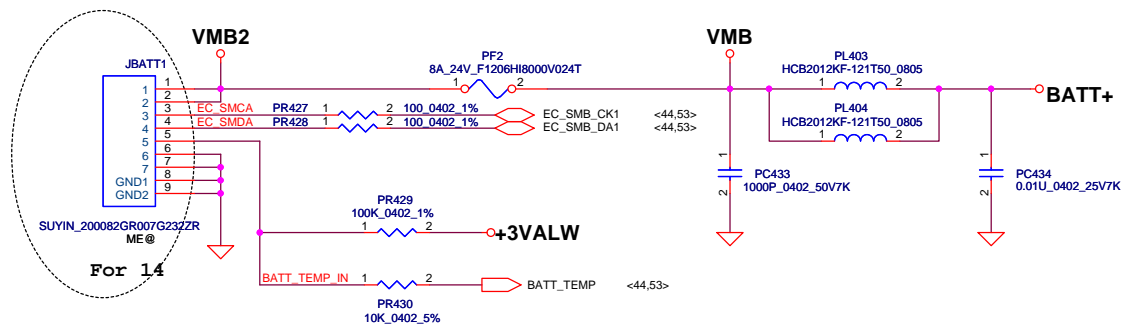 VMB2
JBATT1
1 1
2 2
3 3
4 4
5 5
6 6
7 7
GND1 8
GND2 9
SUYIN_200082GR007G232ZR
ME@
For 14
EC_SMCA PR427 1 2 100_0402_1% EC_SMB_CK1 <44,53>
EC_SMDA PR428 1 2 100_0402_1% EC_SMB_DA1 <44,53>
PF2
8A_24V_F1206HI8000V024T
1 2
VMB
PL403
HCB2012KF-121T50_0805
1 2
PL404
HCB2012KF-121T50_0805
1 2
BATT+
1
PC433
1000P_0402_50V7K
2
1
PC434
0.01U_0402_25V7K
2
PR429
100K_0402_1%
1 2
+3VALW
BATT_TEMP_IN 1 2 BATT_TEMP <44,53>
PR430
10K_0402_5%